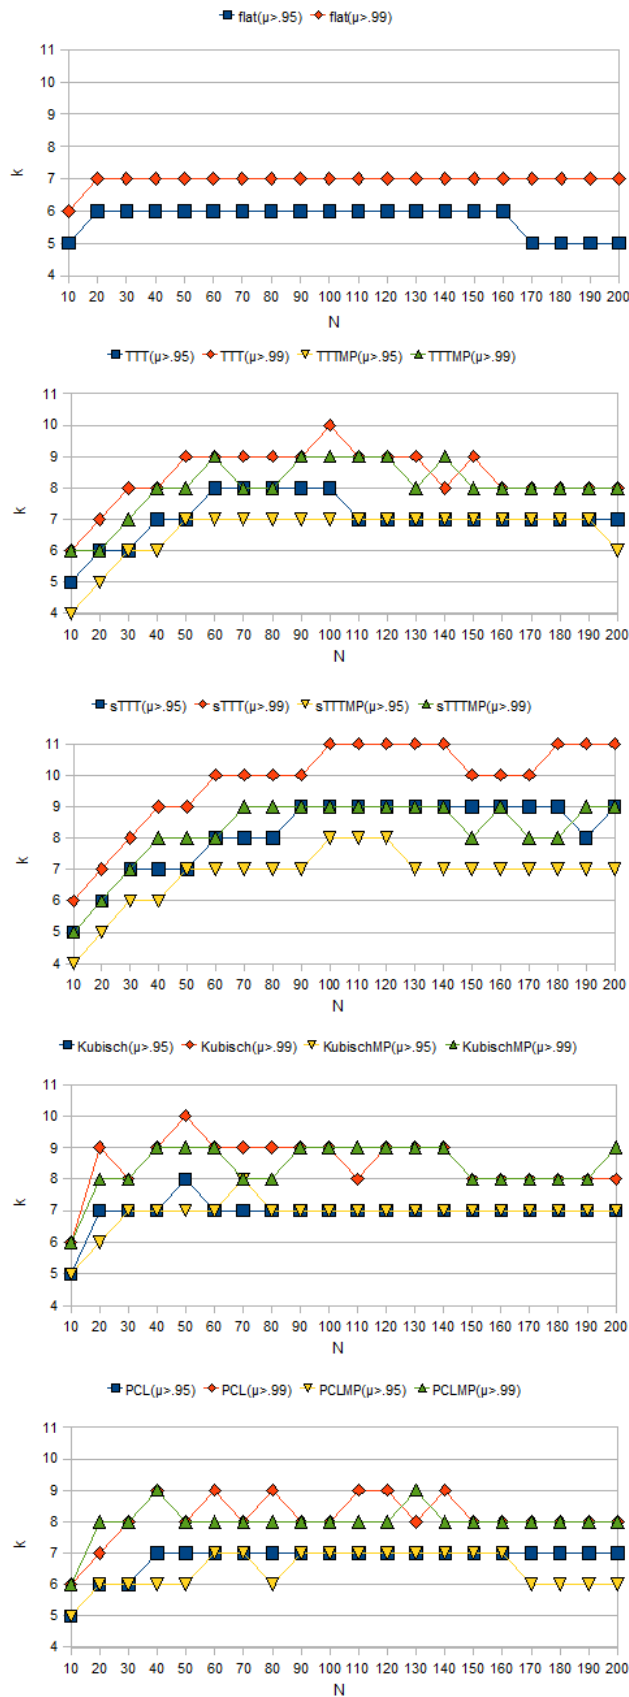 flat(µ>.95) flat(µ>.99)
11
10
9
8
7
6
5
4
k
10 20 30 40 50 60 70 80 90 100 110 120 130 140 150 160 170 180 190 200
N
TTT(µ>.95) TTT(µ>.99) TTTMP(µ>.95) TTTMP(µ>.99)
11
10
9
8
7
6
5
4
k
10 20 30 40 50 60 70 80 90 100 110 120 130 140 150 160 170 180 190 200
N
sTTT(µ>.95) sTTT(µ>.99) sTTTMP(µ>.95) sTTTMP(µ>.99)
11
10
9
8
7
6
5
4
k
10 20 30 40 50 60 70 80 90 100 110 120 130 140 150 160 170 180 190 200
N
Kubisch(µ>.95) Kubisch(µ>.99) KubischMP(µ>.95) KubischMP(µ>.99)
11
10
9
8
7
6
5
4
k
10 20 30 40 50 60 70 80 90 100 110 120 130 140 150 160 170 180 190 200
N
PCL(µ>.95) PCL(µ>.99) PCLMP(µ>.95) PCLMP(µ>.99)
11
10
9
8
7
6
5
4
k
10 20 30 40 50 60 70 80 90 100 110 120 130 140 150 160 170 180 190 200
N